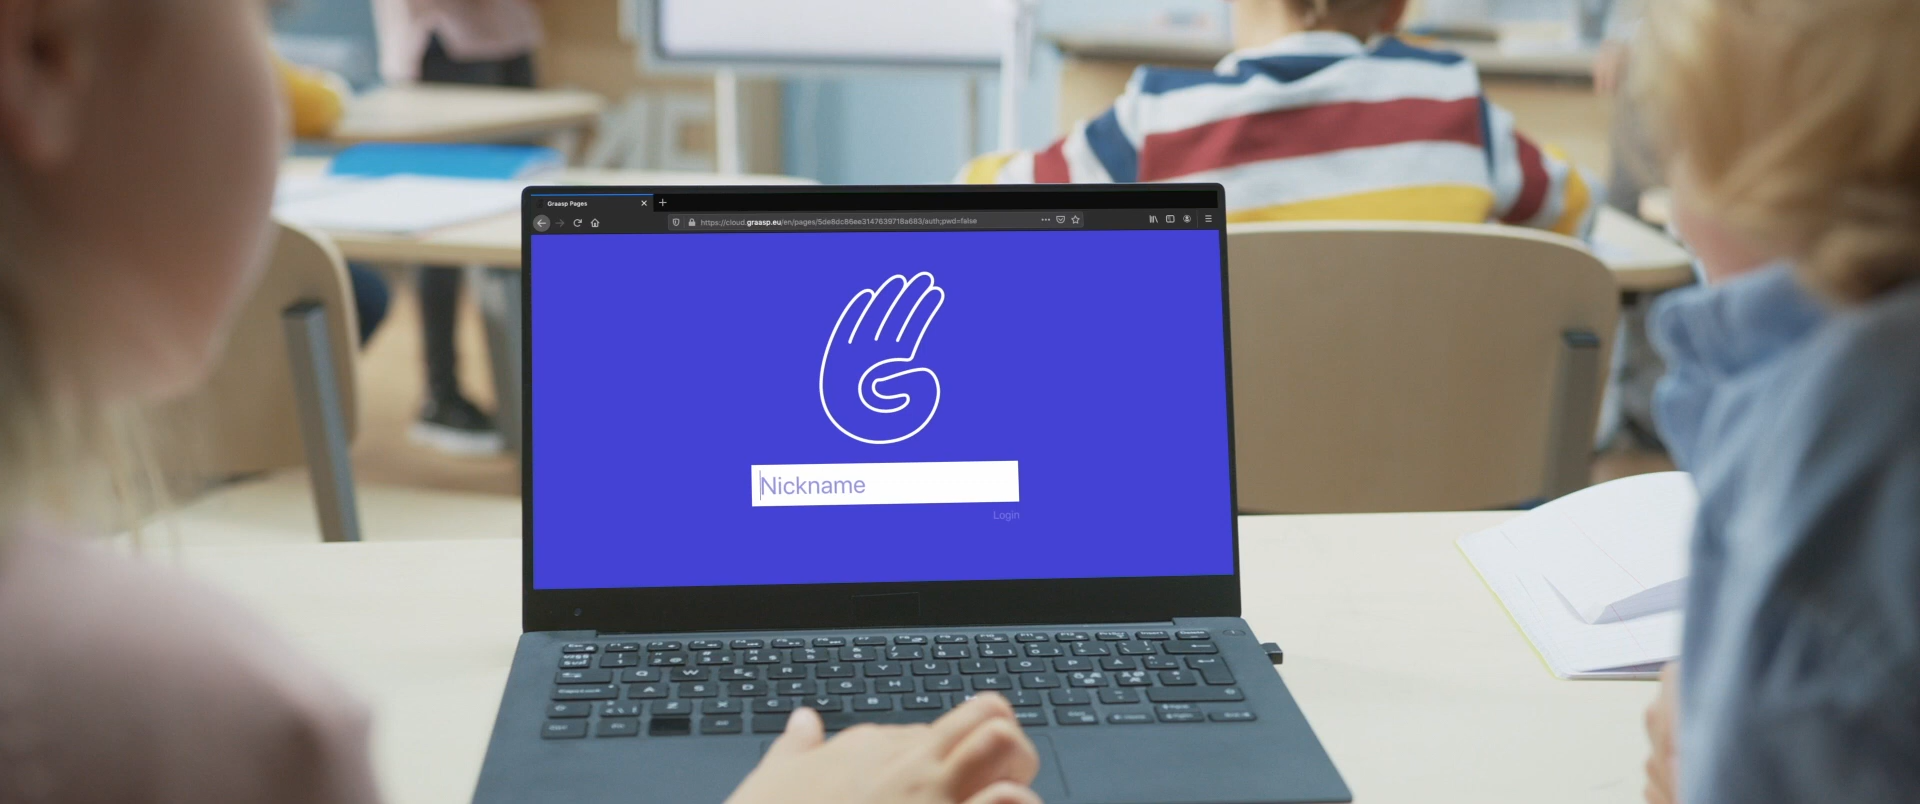 Graasp Pages
https://cloud.graasp.eu/en/pages/5de8dc86ee3147639718a683/auth;pwd=false
Nickname
Login
Q W E R T Y U I O P Å
A S D F G H J K L
Z X C V B N